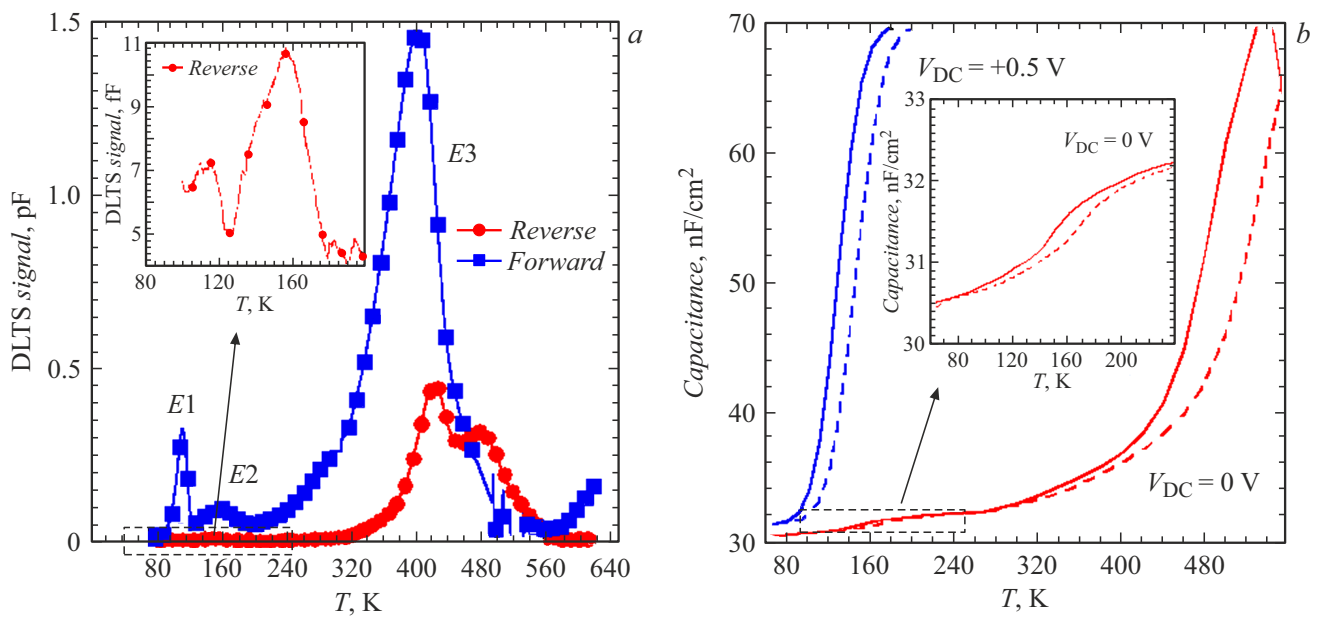 a
DLTS signal, pF
1.5
1.0
0.5
0
80
160
240
320
400
480
560
640
T, K
E1
E2
E3
Reverse
Forward
DLTS signal, fF
11
9
7
5
80
120
160
T, K
Reverse
b
Capacitance, nF/cm²
70
60
50
40
30
80
160
240
320
400
480
T, K
V_DC = +0.5 V
V_DC = 0 V
Capacitance, nF/cm²
33
32
31
30
80
120
160
200
T, K
V_DC = 0 V